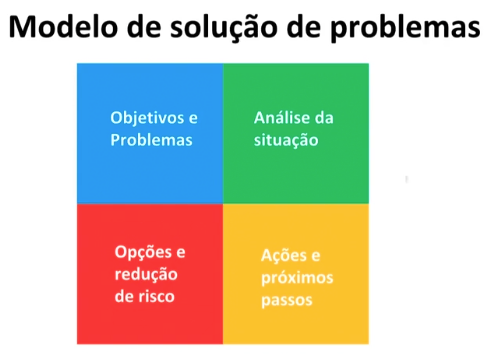 Modelo de solução de problemas
Objetivos e
Problemas
Análise da
situação
Opções e
redução
de risco
Ações e
próximos
passos